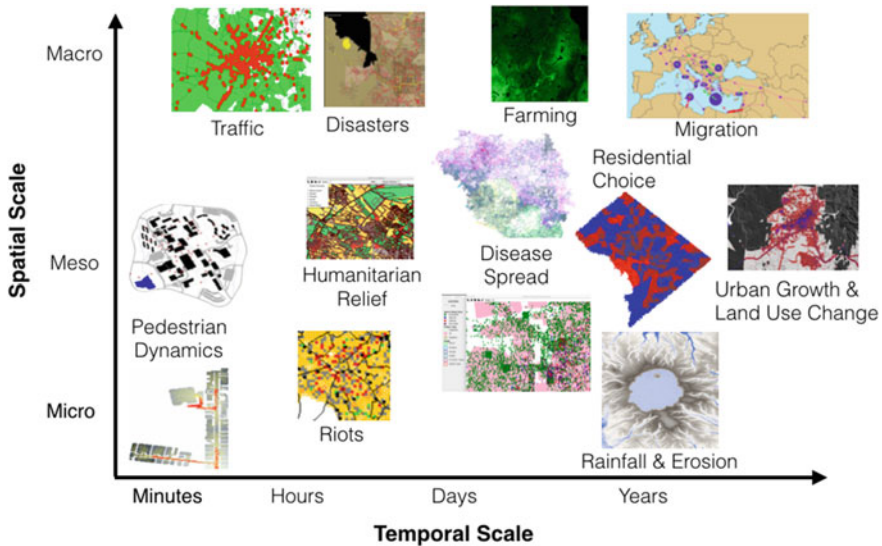 Macro
Traffic
Disasters
Farming
Migration
Spatial Scale
Meso
Pedestrian
Dynamics
Humanitarian
Relief
Disease
Spread
Residential
Choice
Urban Growth &
Land Use Change
Micro
Riots
Rainfall & Erosion
Minutes
Hours
Days
Years
Temporal Scale